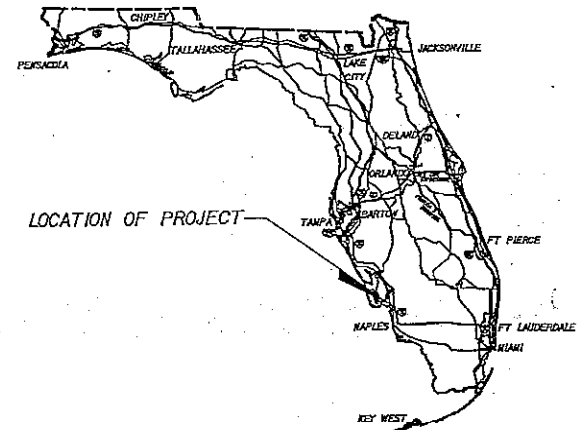 CHIPLEY
TALLAHASSEE
PENSACOLA
LAKE
CITY
JACKSONVILLE
DELAND
ORLANDO
LOCATION OF PROJECT
TAMPA
BARTOW
FT PIERCE
NAPLES
FT LAUDERDALE
MIAMI
KEY WEST